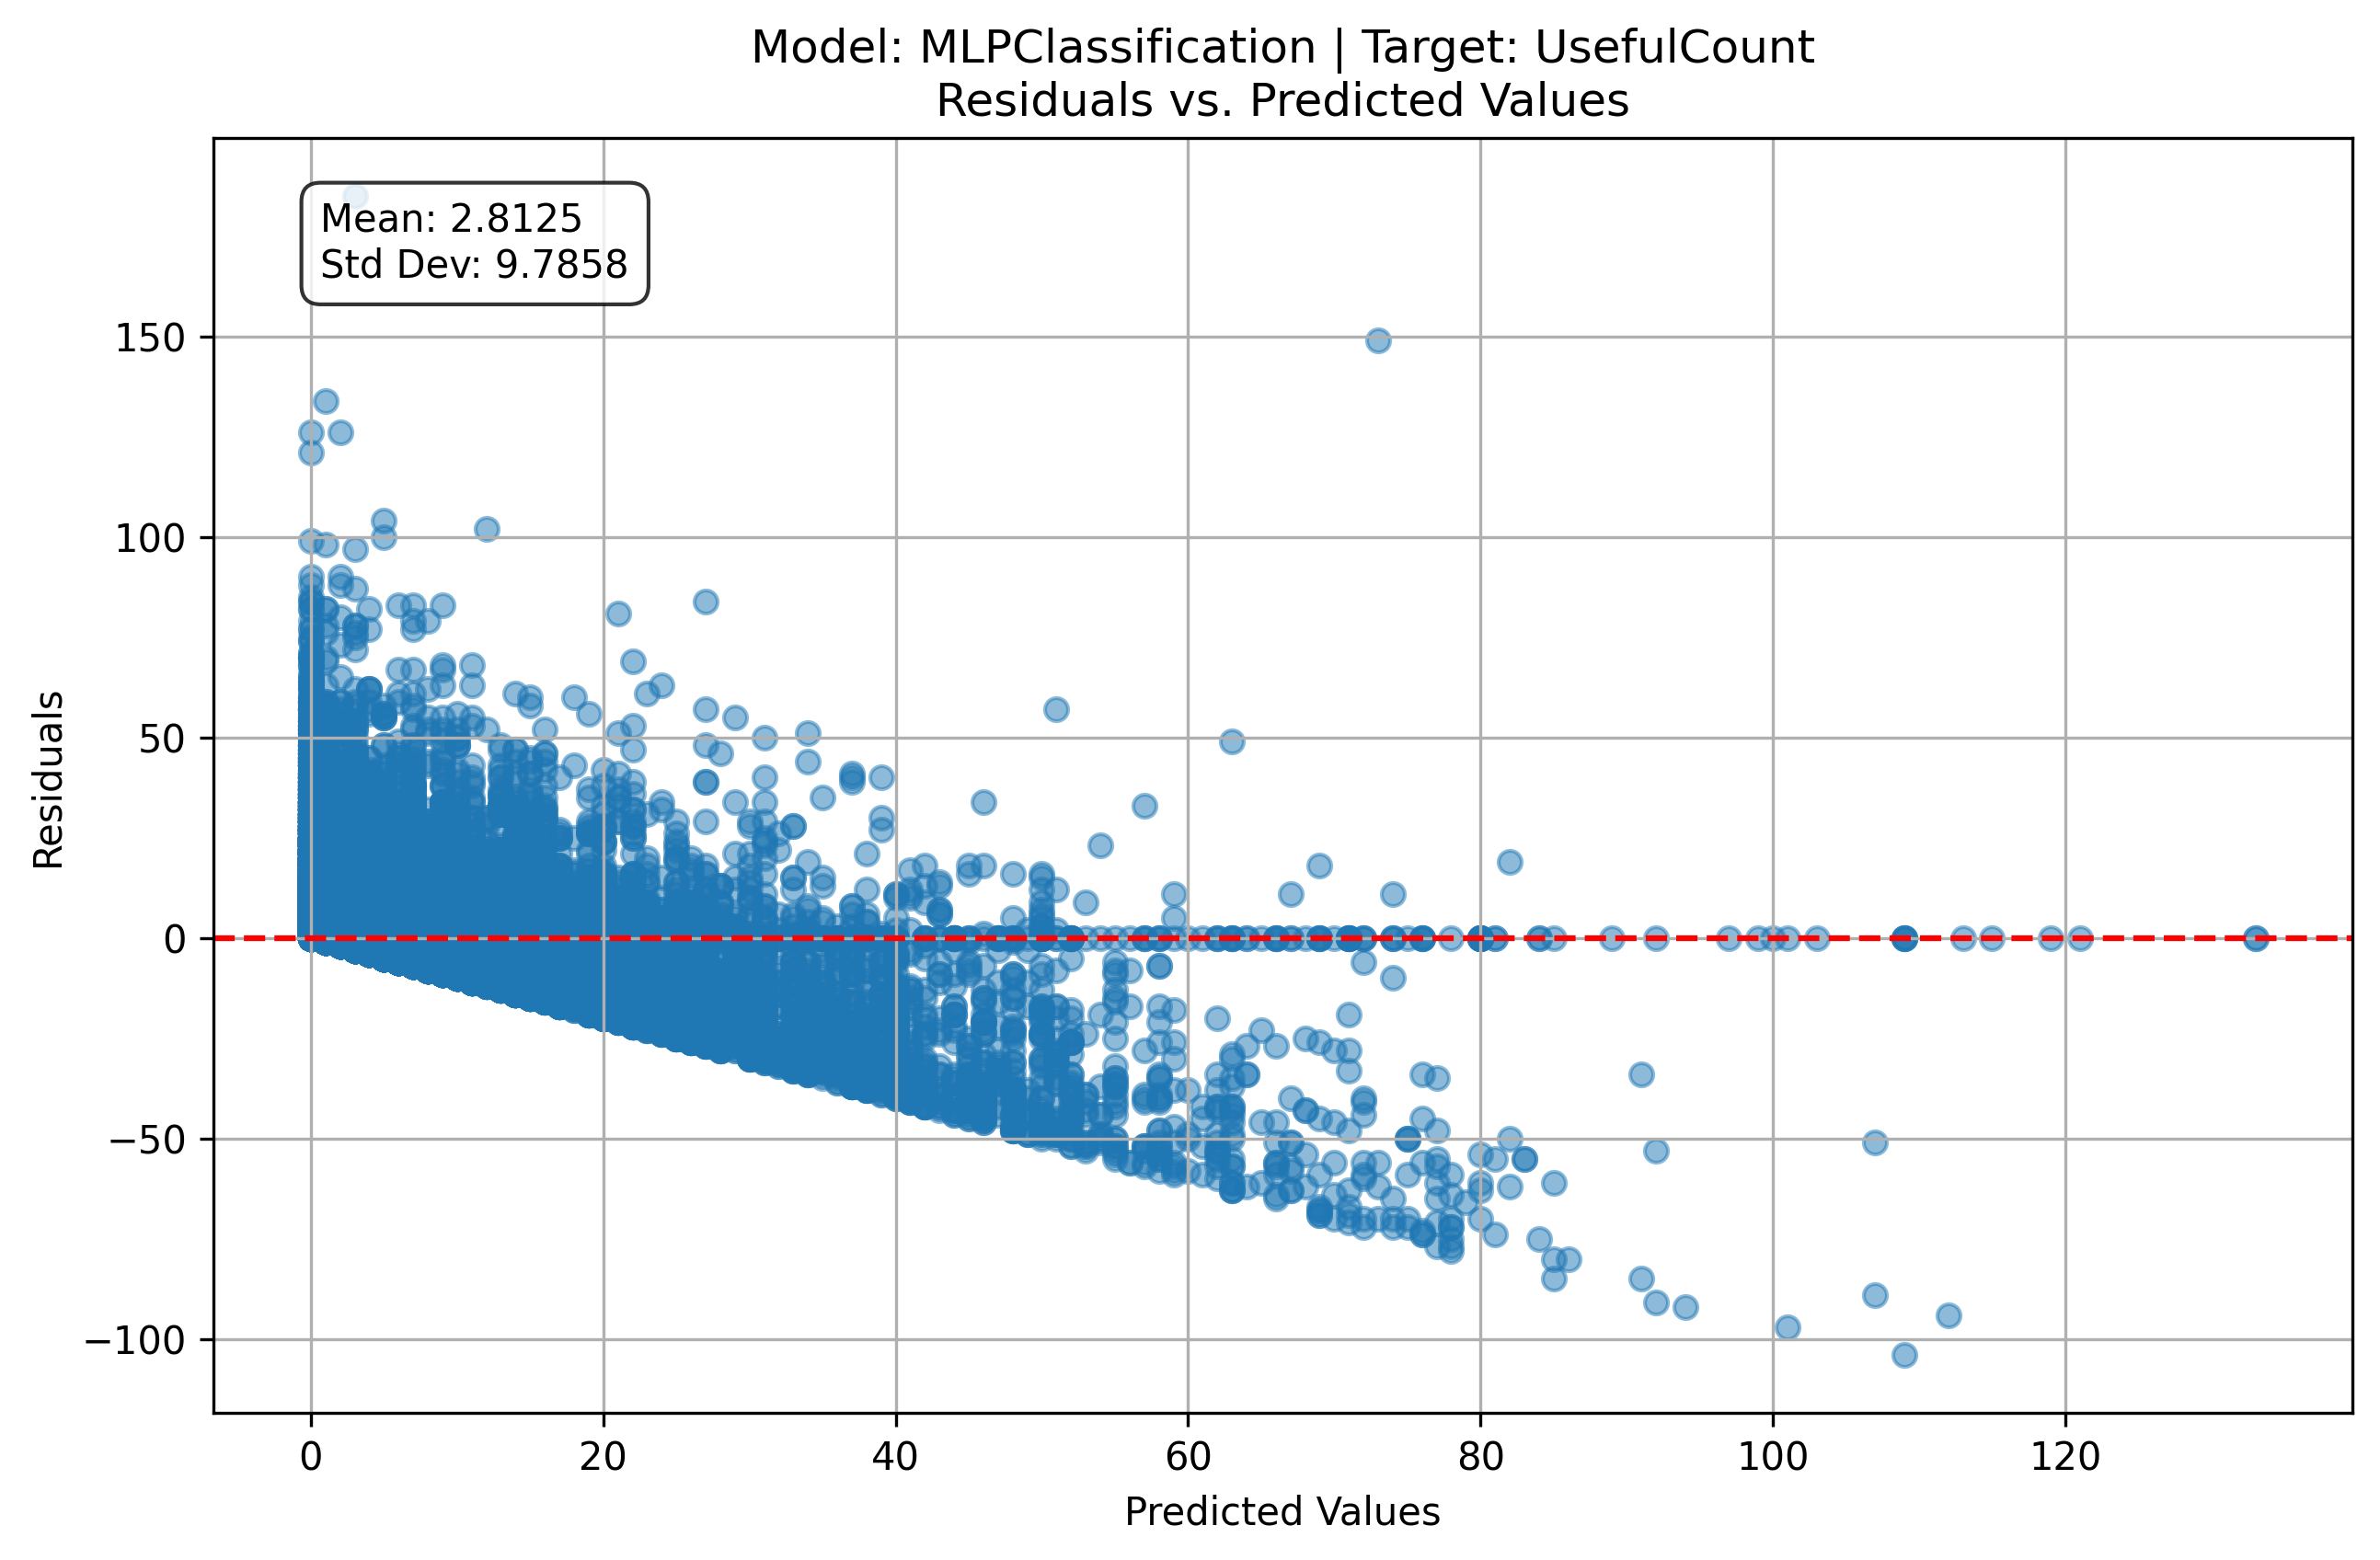 Model: MLPClassification | Target: UsefulCount
Residuals vs. Predicted Values
Mean: 2.8125
Std Dev: 9.7858
150
100
50
0
−50
−100
Residuals
0 20 40 60 80 100 120
Predicted Values